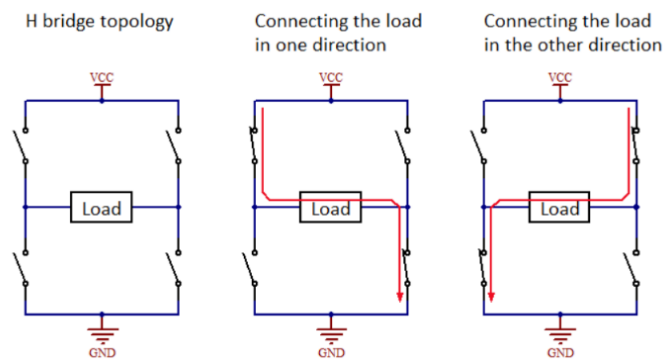 H bridge topology
Connecting the load
in one direction
Connecting the load
in the other direction
VCC
VCC
VCC
Load
Load
Load
GND
GND
GND